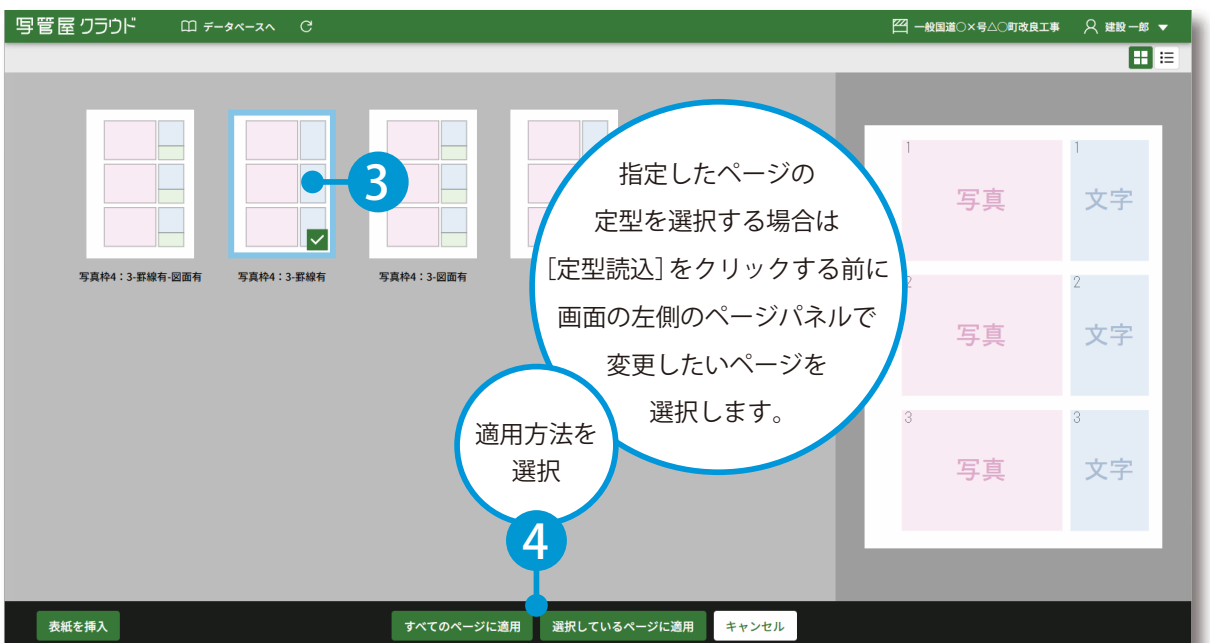 写管屋クラウド
データベースへ
一般国道○×号△○町改良工事
建設 一郎
写真枠4：3-罫線有-図面有
写真枠4：3-罫線有
写真枠4：3-図面有
3
指定したページの
定型を選択する場合は
[定型読込]をクリックする前に
画面の左側のページパネルで
変更したいページを
選択します。
適用方法を
選択
4
1
写真
1
文字
2
写真
2
文字
3
写真
3
文字
表紙を挿入
すべてのページに適用
選択しているページに適用
キャンセル